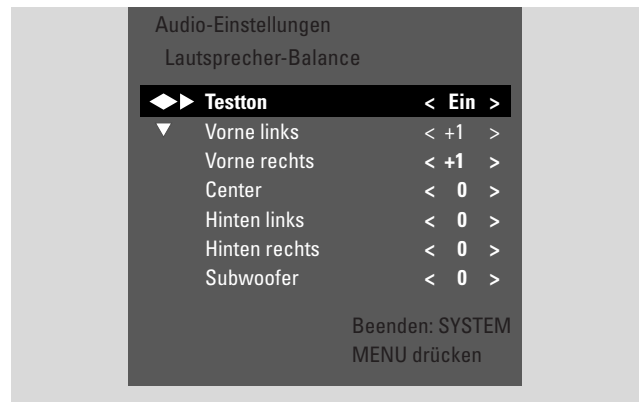 Audio-Einstellungen
Lautsprecher-Balance
Testton < Ein >
Vorne links < +1 >
Vorne rechts < +1 >
Center < 0 >
Hinten links < 0 >
Hinten rechts < 0 >
Subwoofer < 0 >
Beenden: SYSTEM
MENU drücken